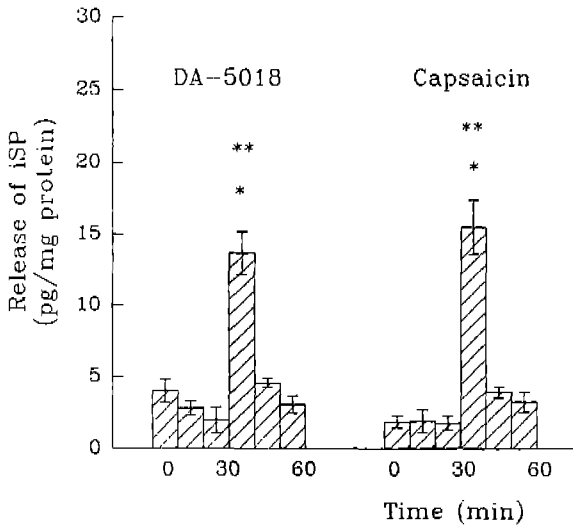 30
25
20
15
10
5
0
Release of iSP
(pg/mg protein)
DA-5018
**
*
Capsaicin
**
*
0 30 60
0 30 60
Time (min)